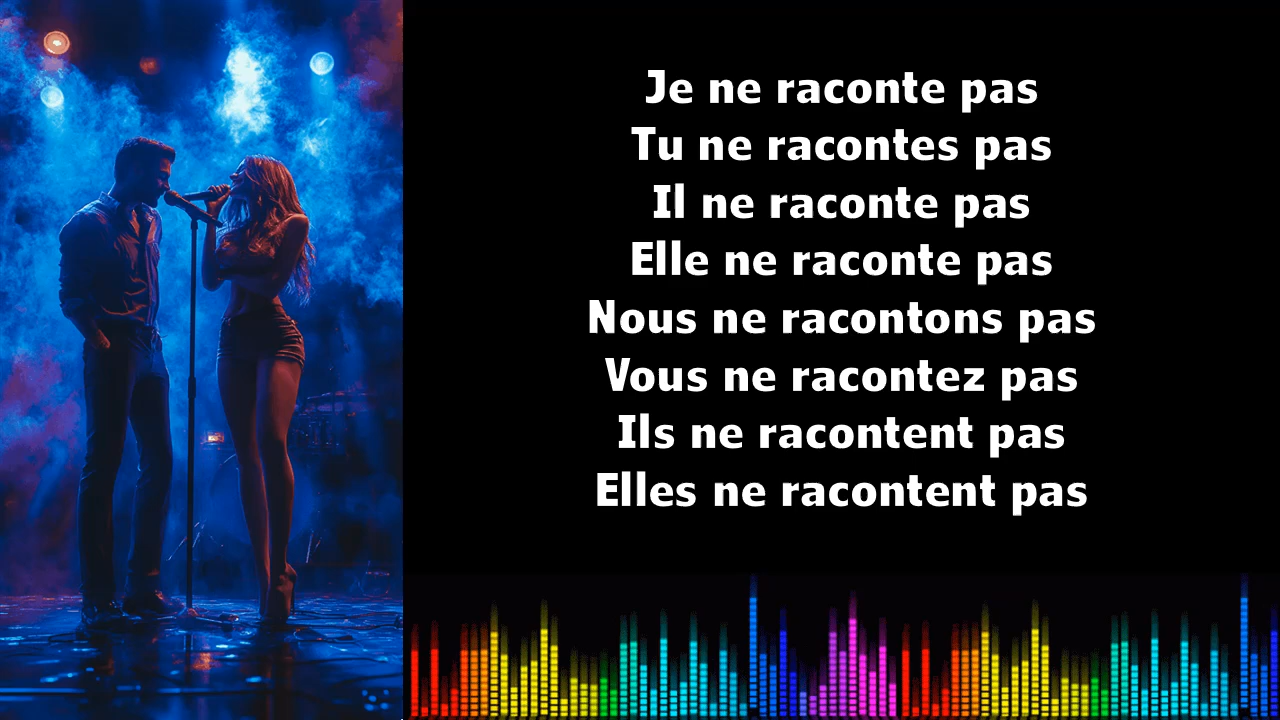 Je ne raconte pas
Tu ne racontes pas
Il ne raconte pas
Elle ne raconte pas
Nous ne racontons pas
Vous ne racontez pas
Ils ne racontent pas
Elles ne racontent pas